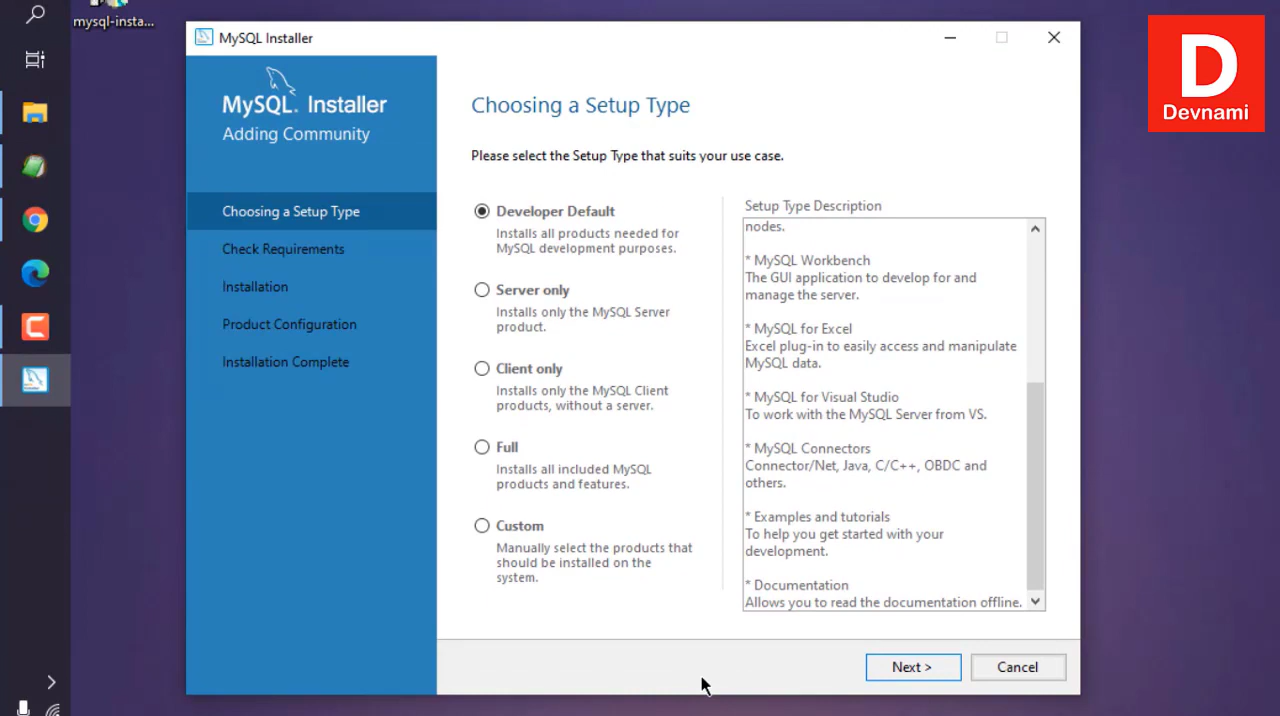 mysql-insta...
MySQL Installer
D
Devnami
MySQL. Installer
Adding Community
Choosing a Setup Type
Check Requirements
Installation
Product Configuration
Installation Complete
Choosing a Setup Type
Please select the Setup Type that suits your use case.
Developer Default
Installs all products needed for
MySQL development purposes.
Server only
Installs only the MySQL Server
product.
Client only
Installs only the MySQL Client
products, without a server.
Full
Installs all included MySQL
products and features.
Custom
Manually select the products that
should be installed on the
system.
Setup Type Description
nodes.
* MySQL Workbench
The GUI application to develop for and
manage the server.
* MySQL for Excel
Excel plug-in to easily access and manipulate
MySQL data.
* MySQL for Visual Studio
To work with the MySQL Server from VS.
* MySQL Connectors
Connector/Net, Java, C/C++, OBDC and
others.
* Examples and tutorials
To help you get started with your
development.
* Documentation
Allows you to read the documentation offline.
Next >
Cancel